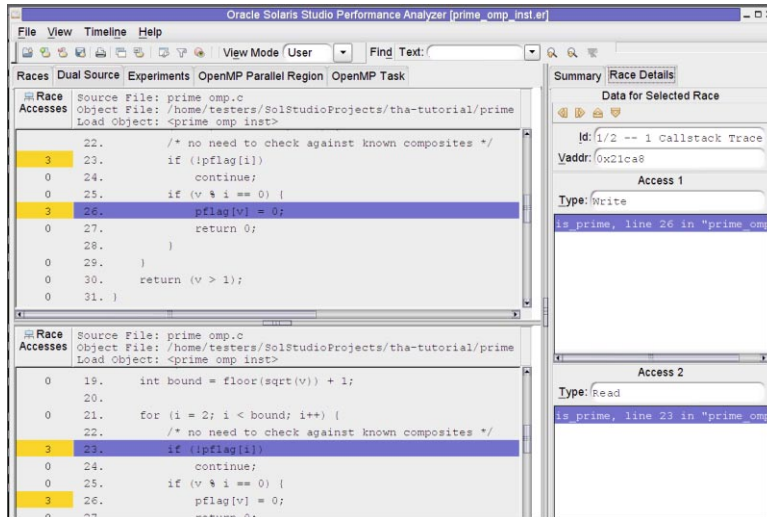 Oracle Solaris Studio Performance Analyzer [prime_omp_inst.er]
File View Timeline Help
View Mode User Find Text:
Races Dual Source Experiments OpenMP Parallel Region OpenMP Task
Race Accesses
Source File: prime omp.c
Object File: /home/testers/SolStudioProjects/tha-tutorial/prime
Load Object: <prime omp inst>
22. /* no need to check against known composites */
3 23. if (!pflag[i])
0 24. continue;
0 25. if (v % i == 0) {
3 26. pflag[v] = 0;
0 27. return 0;
28. }
0 29. }
0 30. return (v > 1);
0 31. }
Race Accesses
Source File: prime omp.c
Object File: /home/testers/SolStudioProjects/tha-tutorial/prime
Load Object: <prime omp inst>
0 19. int bound = floor(sqrt(v)) + 1;
20.
0 21. for (i = 2; i < bound; i++) {
22. /* no need to check against known composites */
3 23. if (!pflag[i])
0 24. continue;
0 25. if (v % i == 0) {
3 26. pflag[v] = 0;
0 27. return 0;
Summary Race Details
Data for Selected Race
Id: 1/2 -- 1 Callstack Trace
Vaddr: 0x21ca8
Access 1
Type: Write
is_prime, line 26 in "prime_omp
Access 2
Type: Read
is_prime, line 23 in "prime_omp